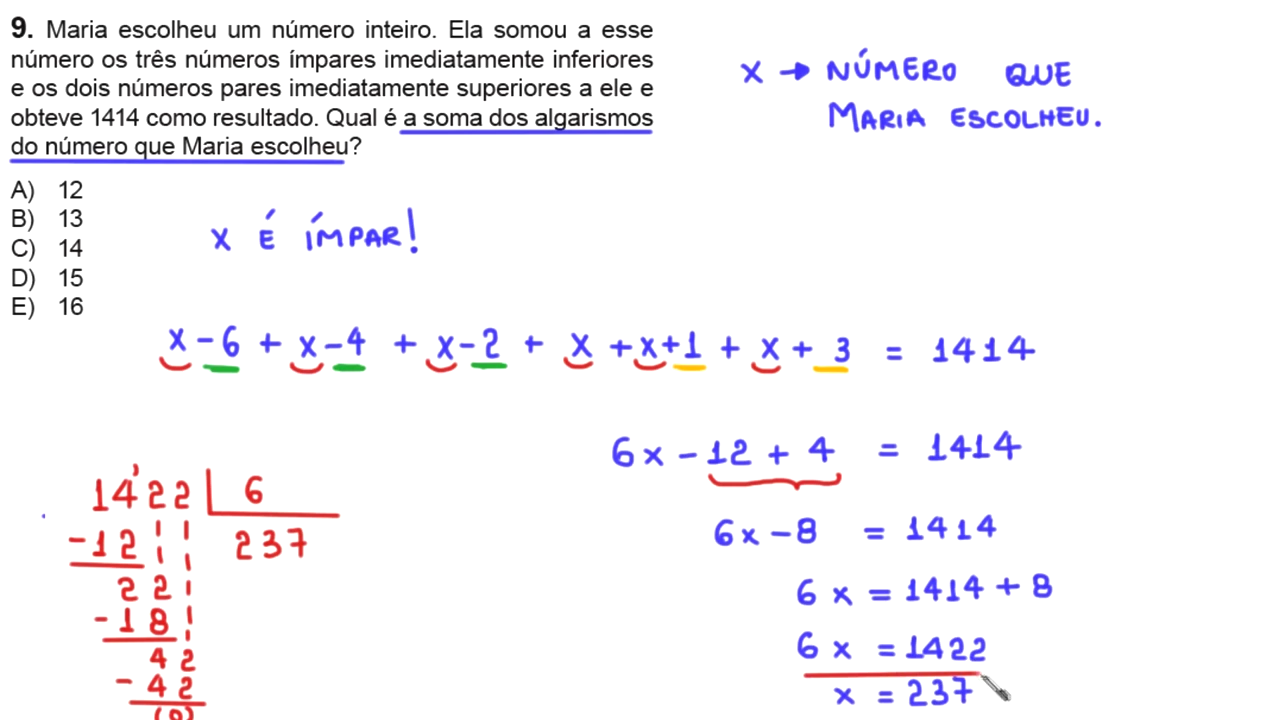 9. Maria escolheu um número inteiro. Ela somou a esse
número os três números ímpares imediatamente inferiores
e os dois números pares imediatamente superiores a ele e
obteve 1414 como resultado. Qual é a soma dos algarismos
do número que Maria escolheu?
A) 12
B) 13
C) 14
D) 15
E) 16
X → NÚMERO QUE
MARIA ESCOLHEU.
X É ÍMPAR!
x - 6 + x - 4 + x - 2 + x + x + 1 + x + 3 = 1414
6x - 12 + 4 = 1414
6x - 8 = 1414
6x = 1414 + 8
6x = 1422
x = 237
14'22 | 6
-12 237
22
-18
42
-42
(0)